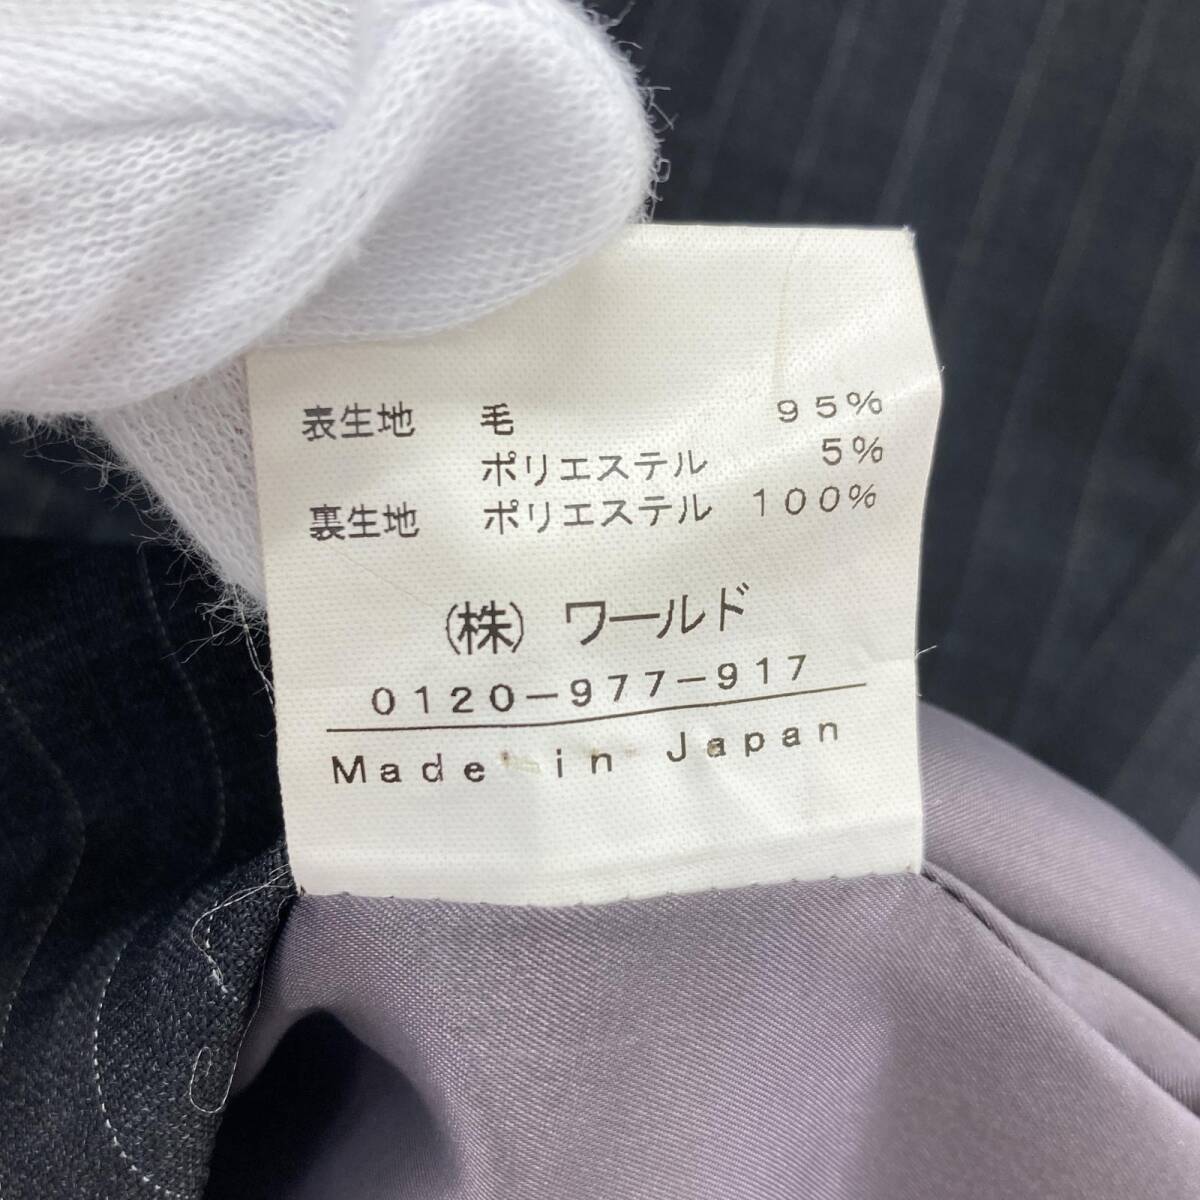 表生地 毛 95%
ポリエステル 5%
裏生地 ポリエステル 100%
(株) ワールド
0120-977-917
Made in Japan